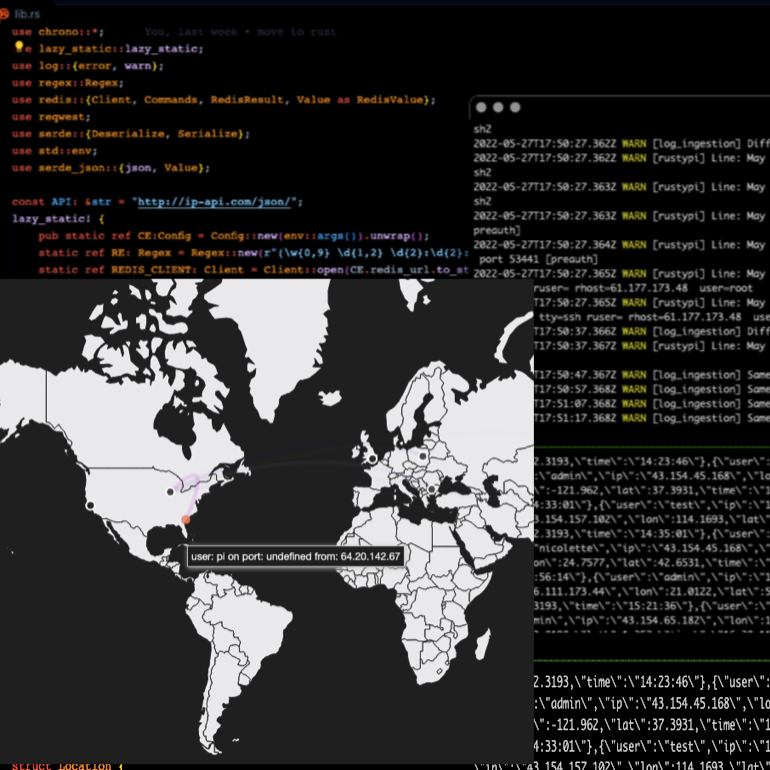 lib.rs
use chrono::*;     You, last week • move to rust
lazy_static::lazy_static;
use log::{error, warn};
use regex::Regex;
use redis::{Client, Commands, RedisResult, Value as RedisValue};
use reqwest;
use serde::{Deserialize, Serialize};
use std::env;
use serde_json::{json, Value};
const API: &str = "http://ip-api.com/json/";
lazy_static! {
pub static ref CE:Config = Config::new(env::args()).unwrap();
static ref RE: Regex = Regex::new(r"(\w{0,9} \d{1,2} \d{2}:\d{2}:
static ref REDIS_CLIENT: Client = Client::open(CE.redis_url.to_st
sh2
2022-05-27T17:50:27.362Z WARN [log_ingestion] Diff
2022-05-27T17:50:27.362Z WARN [rustypi] Line: May
sh2
2022-05-27T17:50:27.363Z WARN [rustypi] Line: May
sh2
2022-05-27T17:50:27.363Z WARN [rustypi] Line: May
preauth]
2022-05-27T17:50:27.364Z WARN [rustypi] Line: May
port 53441 [preauth]
2022-05-27T17:50:27.365Z WARN [rustypi] Line: May
ruser= rhost=61.177.173.48  user=root
T17:50:27.365Z WARN [rustypi] Line: May
tty=ssh ruser= rhost=61.177.173.48  use
T17:50:37.366Z WARN [log_ingestion] Diff
T17:50:37.367Z WARN [rustypi] Line: May
T17:50:47.367Z WARN [log_ingestion] Same
T17:50:57.368Z WARN [log_ingestion] Same
T17:51:07.368Z WARN [log_ingestion] Same
T17:51:17.368Z WARN [log_ingestion] Same
user: pi on port: undefined from: 64.20.142.67
2.3193,\"time\":\"14:23:46\"},{\"user\":
\"admin\",\"ip\":\"43.154.45.168\",\"lo
\":-121.962,\"lat\":37.3931,\"time\":\"1
:33:01\"},{\"user\":\"test\",\"ip\":\"
.154.157.102\",\"lon\":114.1693,\"lat\":
3193,\"time\":\"14:35:01\"},{\"user\":\"
nicolette\",\"ip\":\"43.154.45.168\",\"
on\":24.7577,\"lat\":42.6531,\"time\":\"
:56:14\"},{\"user\":\"admin\",\"ip\":\"
6.111.173.44\",\"lon\":21.0122,\"lat\":5
3193,\"time\":\"15:21:36\"},{\"user\":\"
min\",\"ip\":\"43.154.65.182\",\"lon\":
2.3193,\"time\":\"14:23:46\"},{\"user\":
\"admin\",\"ip\":\"43.154.45.168\",\"lo
\":-121.962,\"lat\":37.3931,\"time\":\"1
4:33:01\"},{\"user\":\"test\",\"ip\":\"
\"ip\":\"43.154.157.102\",\"lon\":114.1693,\"lat\":
struct Location {